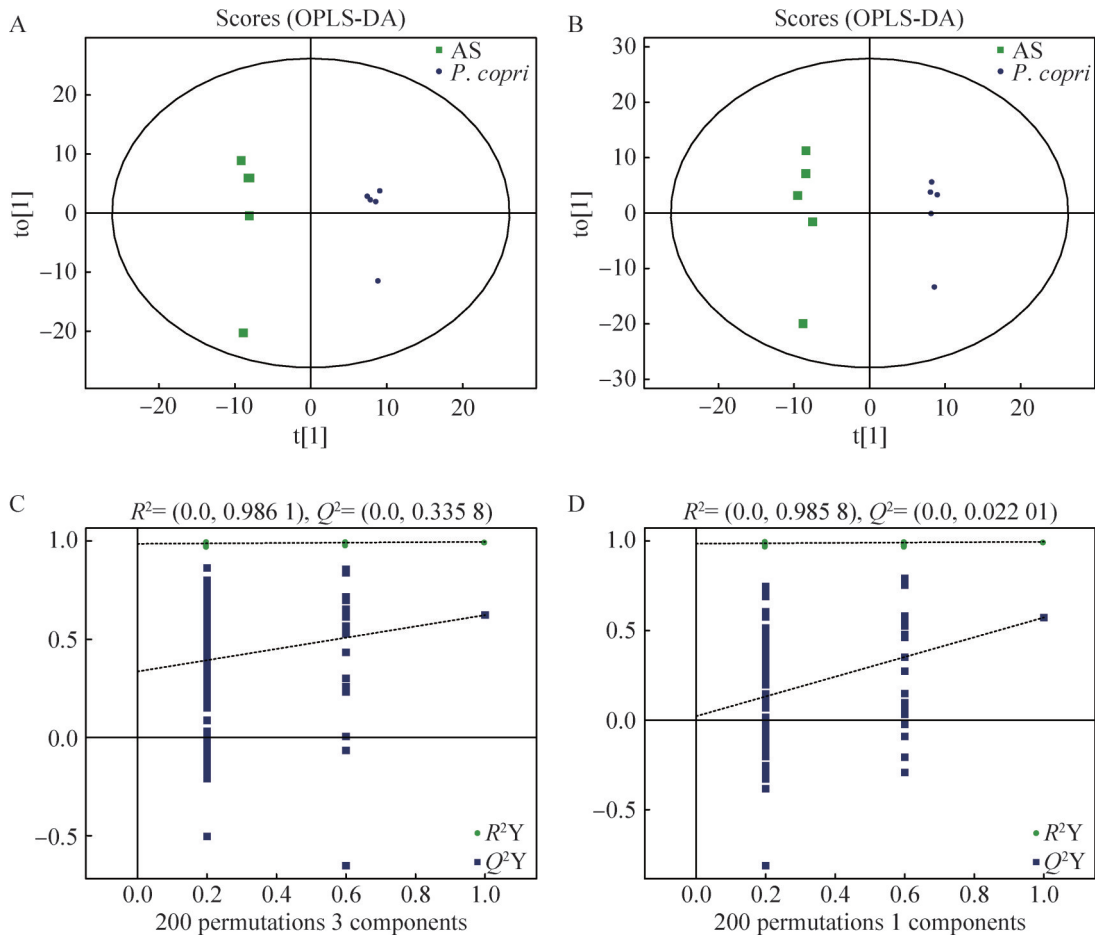 A
Scores (OPLS-DA)
AS
P. copri
20
10
0
−10
−20
to[1]
−20
−10
0
10
20
t[1]
B
Scores (OPLS-DA)
AS
P. copri
30
20
10
0
−10
−20
−30
to[1]
−20
−10
0
10
20
t[1]
C
R²= (0.0, 0.986 1), Q²= (0.0, 0.335 8)
1.0
0.5
0.0
−0.5
R²Y
Q²Y
0.0
0.2
0.4
0.6
0.8
1.0
200 permutations 3 components
D
R²= (0.0, 0.985 8), Q²= (0.0, 0.022 01)
1.0
0.5
0.0
−0.5
R²Y
Q²Y
0.0
0.2
0.4
0.6
0.8
1.0
200 permutations 1 components